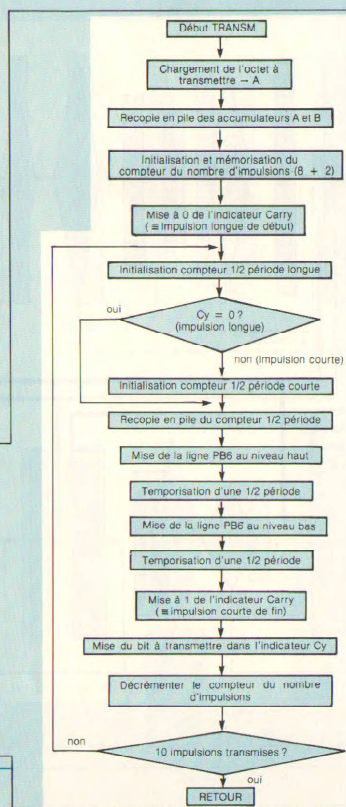 Début TRANSM
Chargement de l'octet à
transmettre → A
Recopie en pile des accumulateurs A et B
Initialisation et mémorisation du
compteur du nombre d'impulsions (8 + 2)
Mise à 0 de l'indicateur Carry
(≡ Impulsion longue de début)
Initialisation compteur 1/2 période longue
oui
Cy = 0 ?
(impulsion longue)
non (impulsion courte)
Initialisation compteur 1/2 période courte
Recopie en pile du compteur 1/2 période
Mise de la ligne PB6 au niveau haut
Temporisation d'une 1/2 période
Mise de la ligne PB6 au niveau bas
Temporisation d'une 1/2 période
Mise à 1 de l'indicateur Carry
(≡ impulsion courte de fin)
Mise du bit à transmettre dans l'indicateur Cy
Décrémenter le compteur du nombre
d'impulsions
non
10 impulsions transmises ?
oui
RETOUR